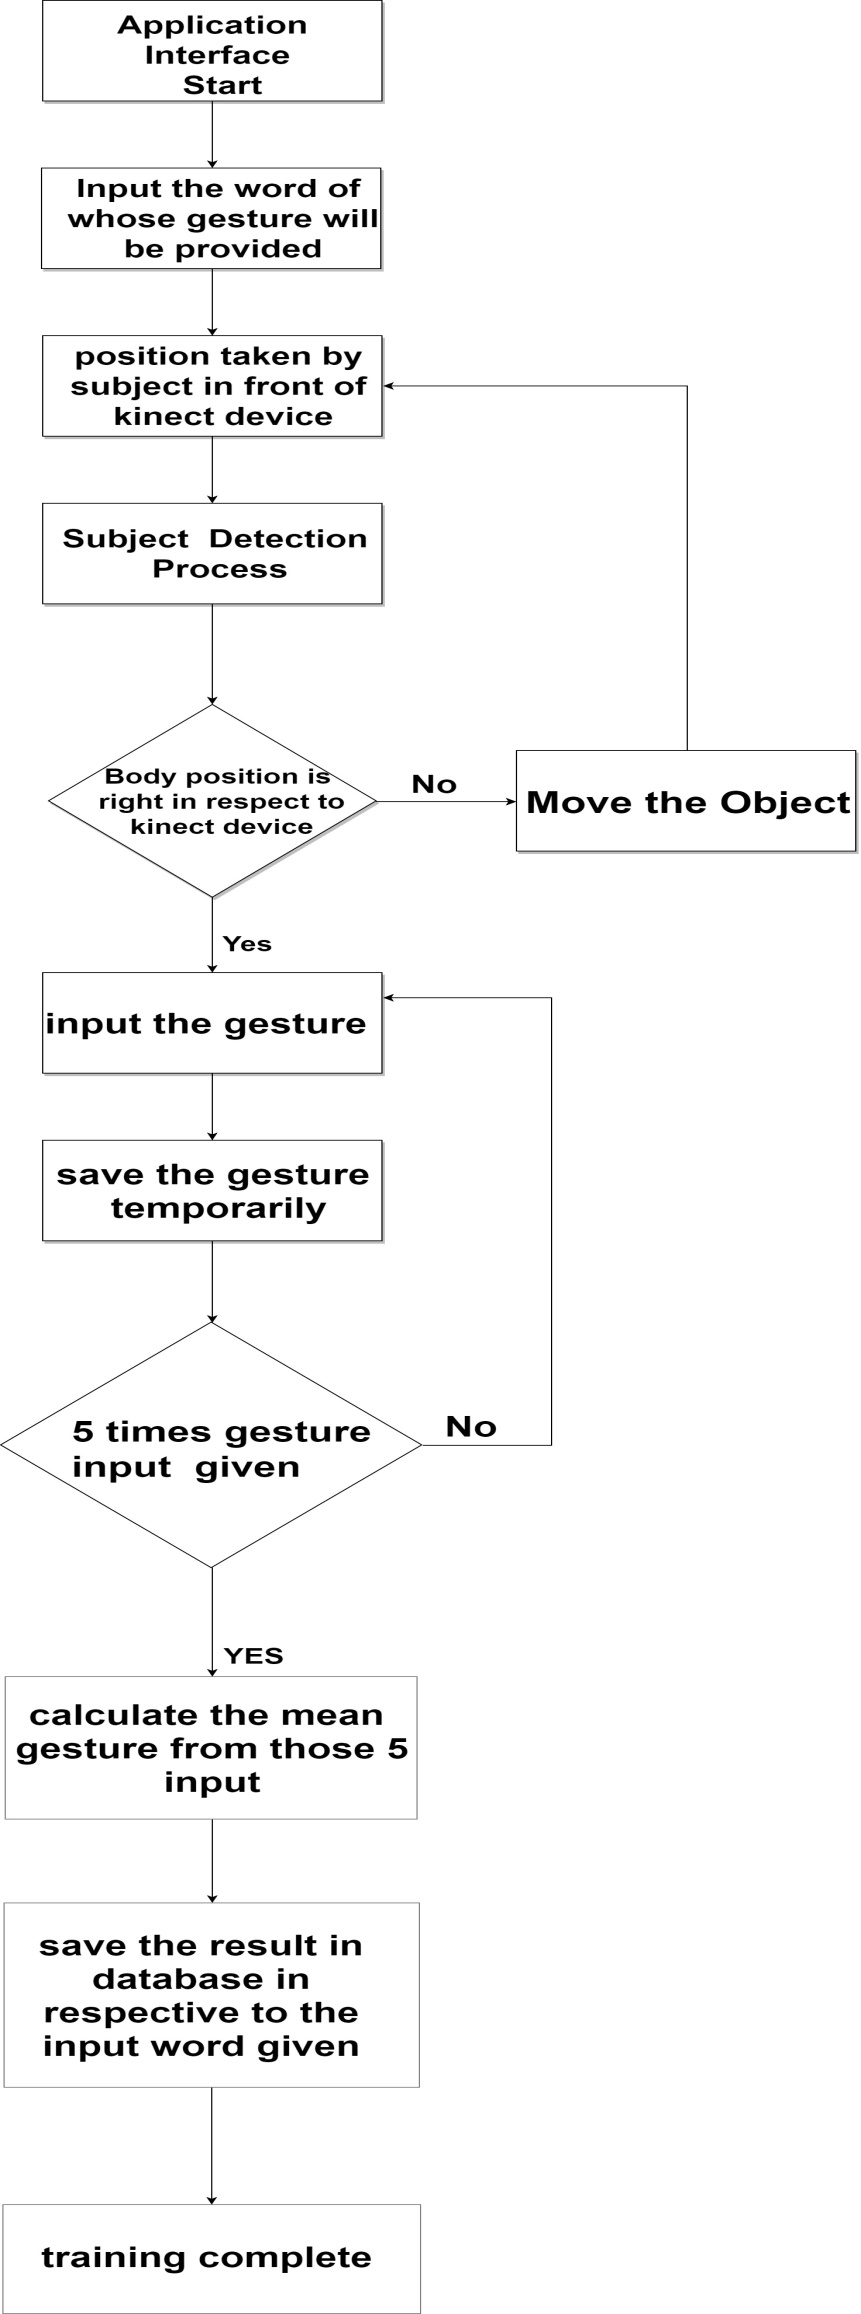 Application
Interface
Start
Input the word of
whose gesture will
be provided
position taken by
subject in front of
kinect device
Subject  Detection
Process
Body position is
right in respect to
kinect device
No
Move the Object
Yes
input the gesture
save the gesture
temporarily
5 times gesture
input  given
No
YES
calculate the mean
gesture from those 5
input
save the result in
database in
respective to the
input word given
training complete